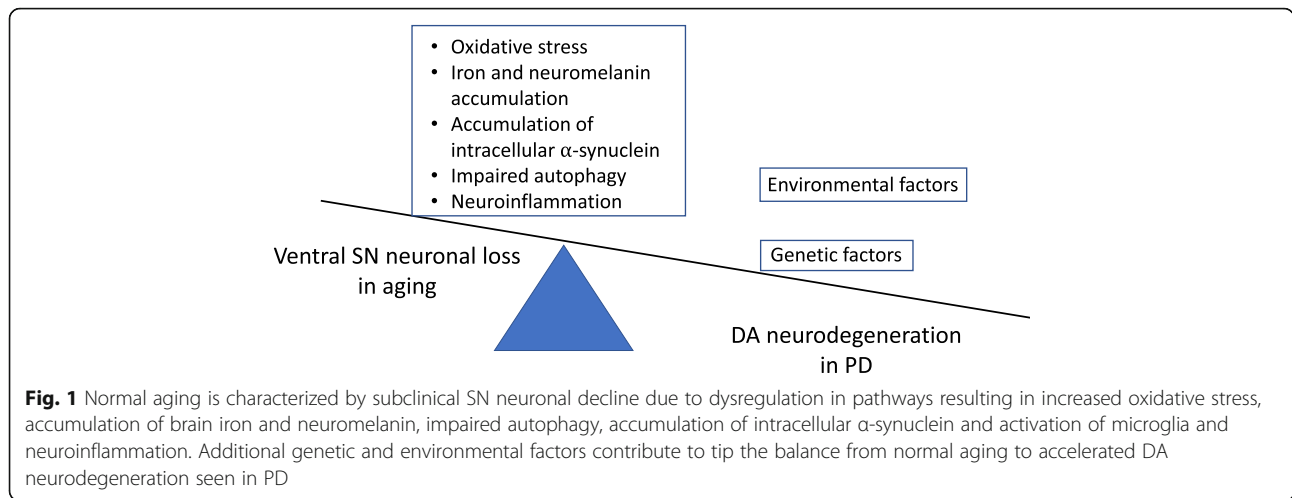 • Oxidative stress
• Iron and neuromelanin
accumulation
• Accumulation of
intracellular α-synuclein
• Impaired autophagy
• Neuroinflammation
Environmental factors
Genetic factors
Ventral SN neuronal loss
in aging
DA neurodegeneration
in PD
Fig. 1 Normal aging is characterized by subclinical SN neuronal decline due to dysregulation in pathways resulting in increased oxidative stress,
accumulation of brain iron and neuromelanin, impaired autophagy, accumulation of intracellular α-synuclein and activation of microglia and
neuroinflammation. Additional genetic and environmental factors contribute to tip the balance from normal aging to accelerated DA
neurodegeneration seen in PD